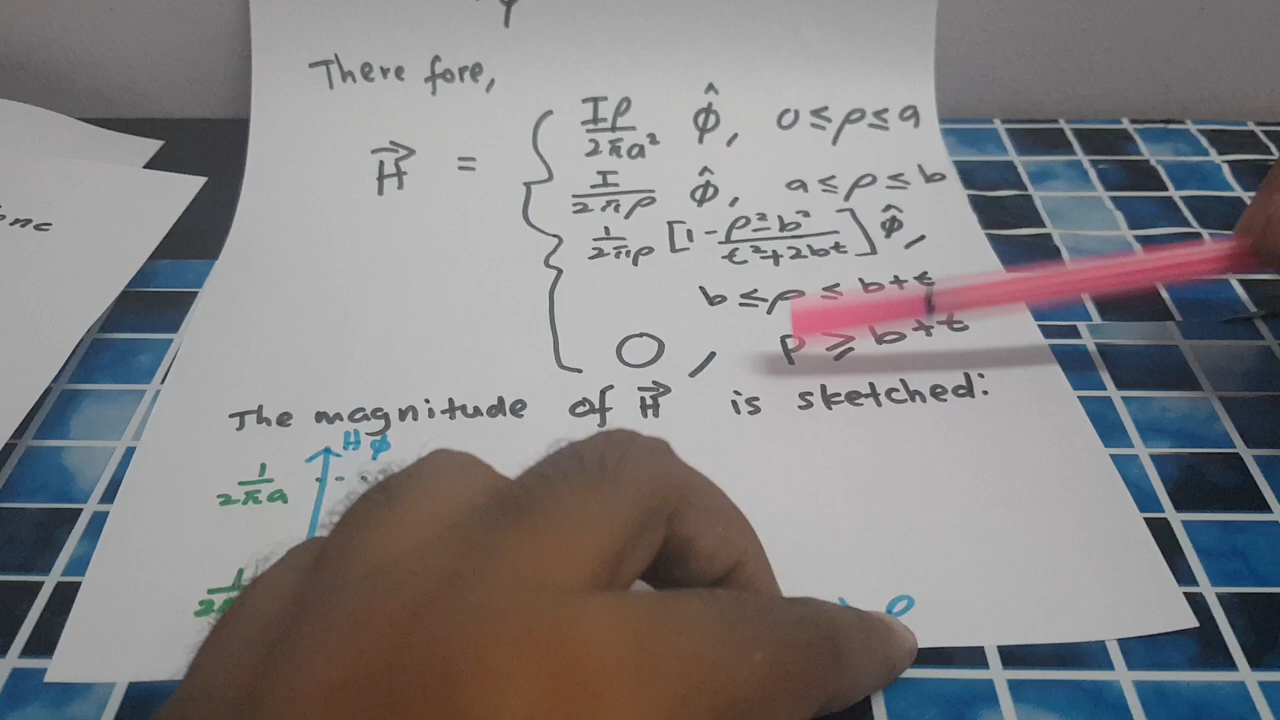 There fore,
H⃗ = { Iρ/2πa² φ̂, 0≤ρ≤a
I/2πρ φ̂, a≤ρ≤b
1/2πρ [1-ρ²-b²/t²+2bt] φ̂,
b≤ρ≤b+t
0, ρ≥b+t
The magnitude of H⃗ is sketched:
Hφ
1/2πa